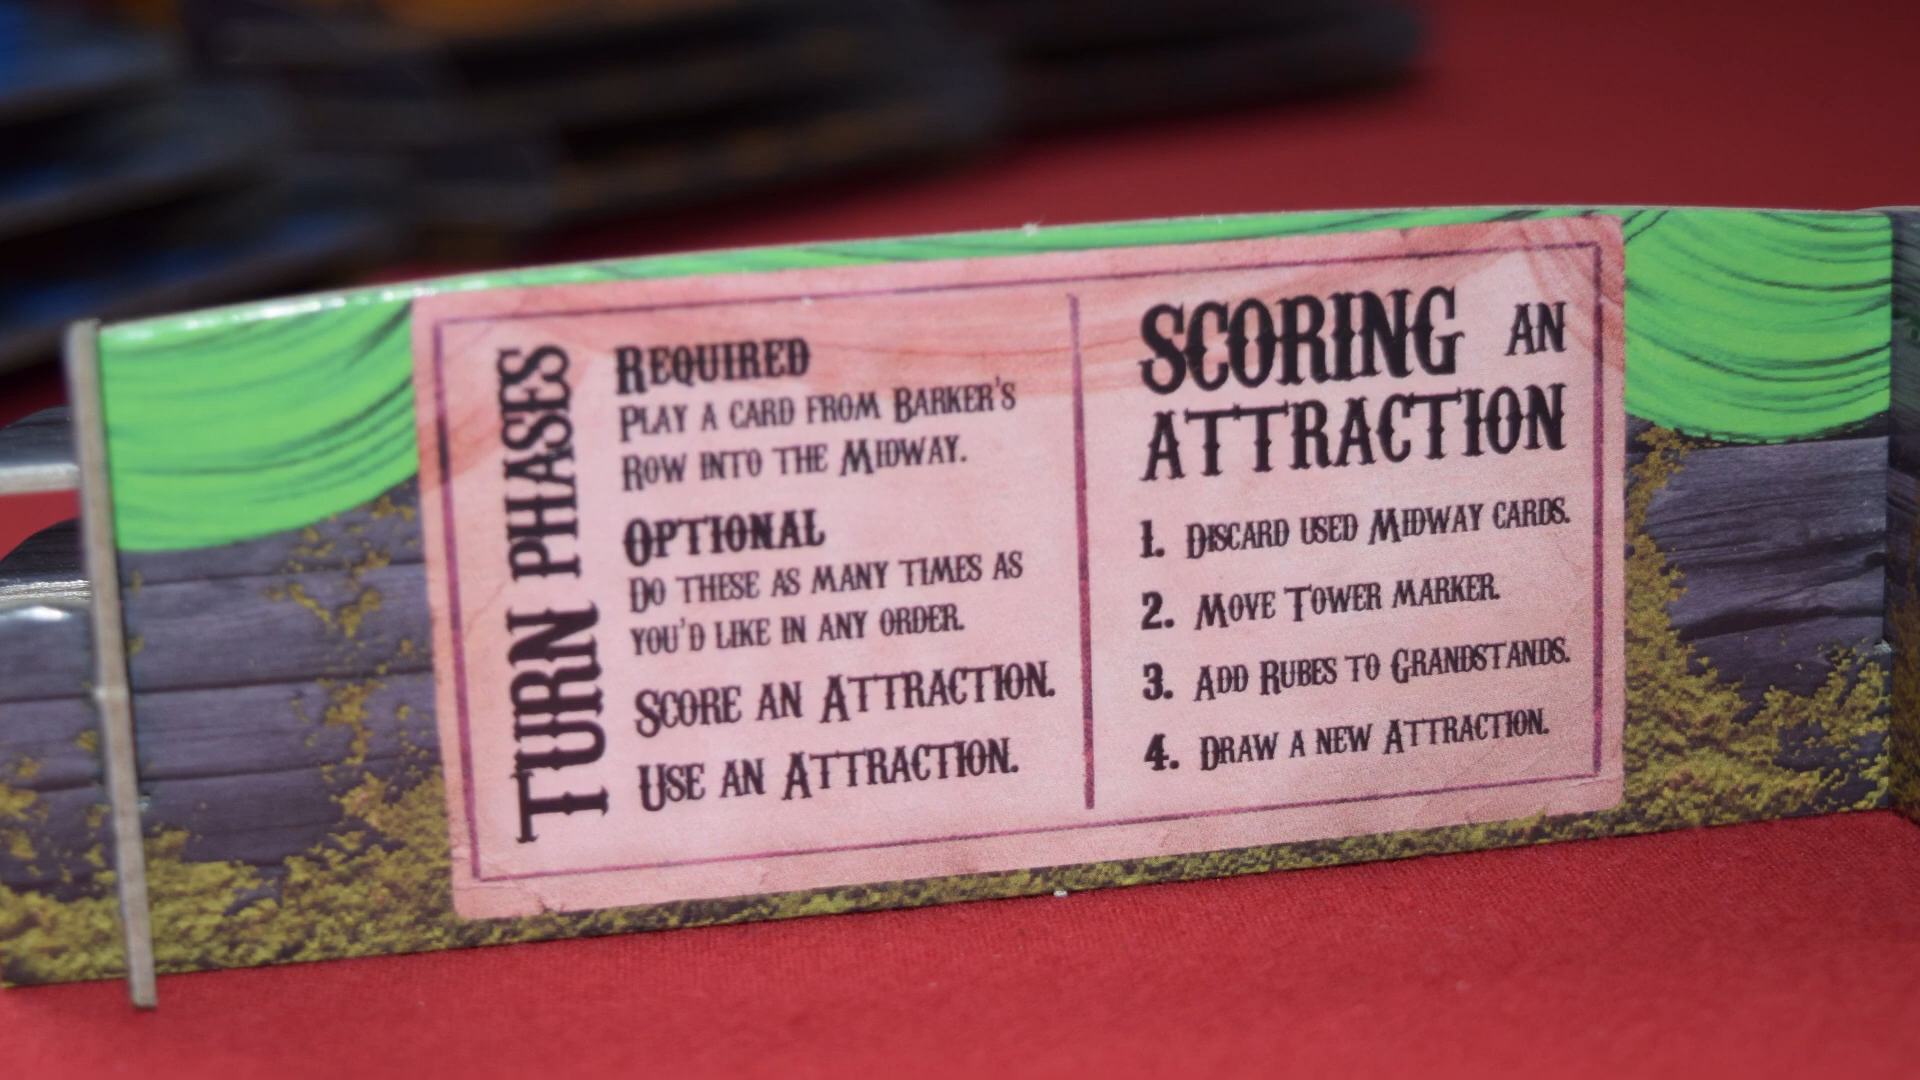 TURN PHASES
REQUIRED
PLAY A CARD FROM BARKER'S
ROW INTO THE MIDWAY.
OPTIONAL
DO THESE AS MANY TIMES AS
YOU'D LIKE IN ANY ORDER.
SCORE AN ATTRACTION.
USE AN ATTRACTION.
SCORING AN
ATTRACTION
1. DISCARD USED MIDWAY CARDS.
2. MOVE TOWER MARKER.
3. ADD RUBES TO GRANDSTANDS.
4. DRAW A NEW ATTRACTION.